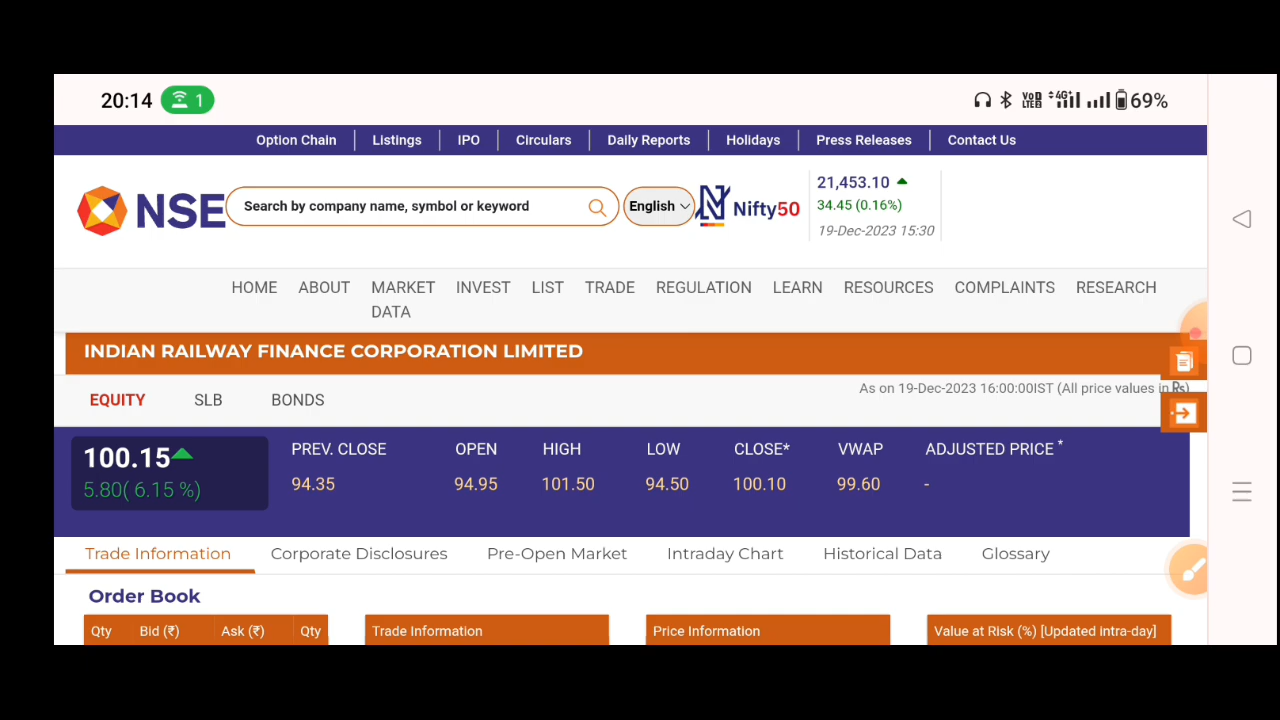 20:14 1 VoD LTE 4G+ 69%
Option Chain Listings IPO Circulars Daily Reports Holidays Press Releases Contact Us
NSE Search by company name, symbol or keyword English Nifty50
21,453.10
34.45 (0.16%)
19-Dec-2023 15:30
HOME ABOUT MARKET DATA INVEST LIST TRADE REGULATION LEARN RESOURCES COMPLAINTS RESEARCH
INDIAN RAILWAY FINANCE CORPORATION LIMITED
As on 19-Dec-2023 16:00:00IST (All price values in ₨)
EQUITY SLB BONDS
100.15 PREV. CLOSE OPEN HIGH LOW CLOSE* VWAP ADJUSTED PRICE *
5.80( 6.15 %) 94.35 94.95 101.50 94.50 100.10 99.60 -
Trade Information Corporate Disclosures Pre-Open Market Intraday Chart Historical Data Glossary
Order Book
Qty Bid (₹) Ask (₹) Qty Trade Information Price Information Value at Risk (%) [Updated intra-day]